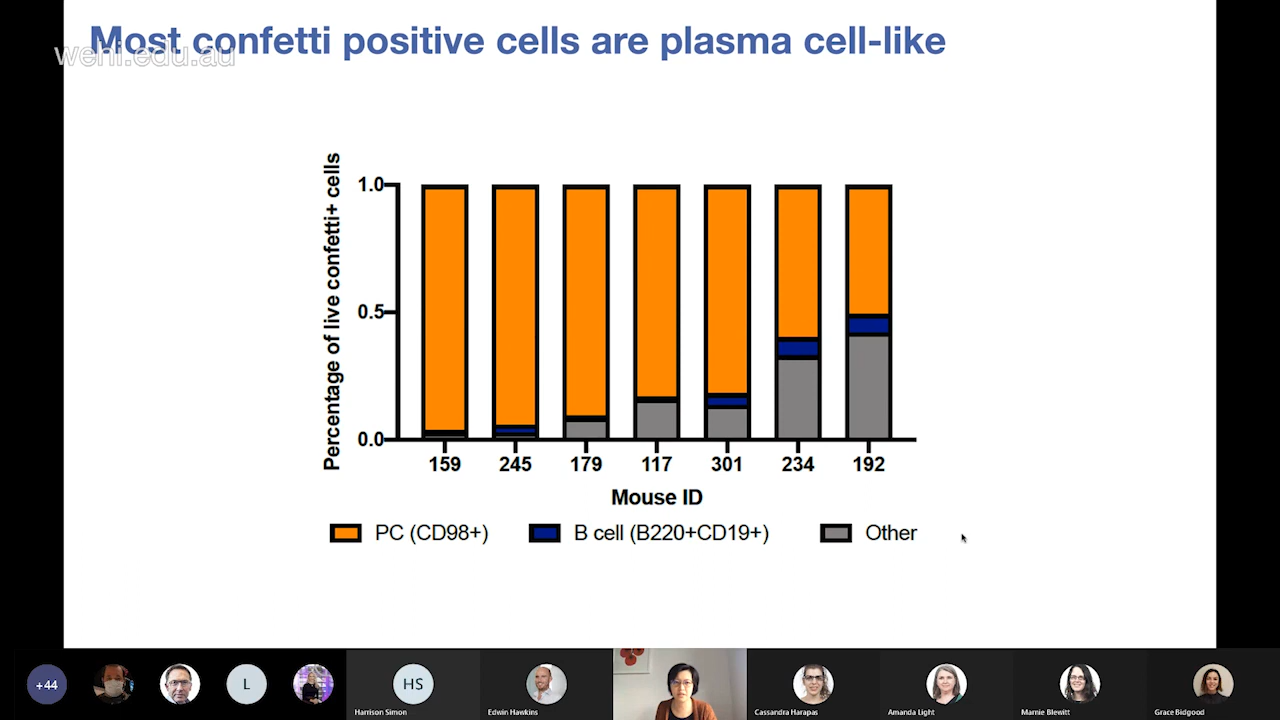 Most confetti positive cells are plasma cell-like
wehi.edu.au
Percentage of live confetti+ cells
1.0
0.5
0.0
159 245 179 117 301 234 192
Mouse ID
PC (CD98+) B cell (B220+CD19+) Other
+44
L
HS
Harrison Simon
Edwin Hawkins
Cassandra Harapas
Amanda Light
Marnie Blewitt
Grace Bidgood